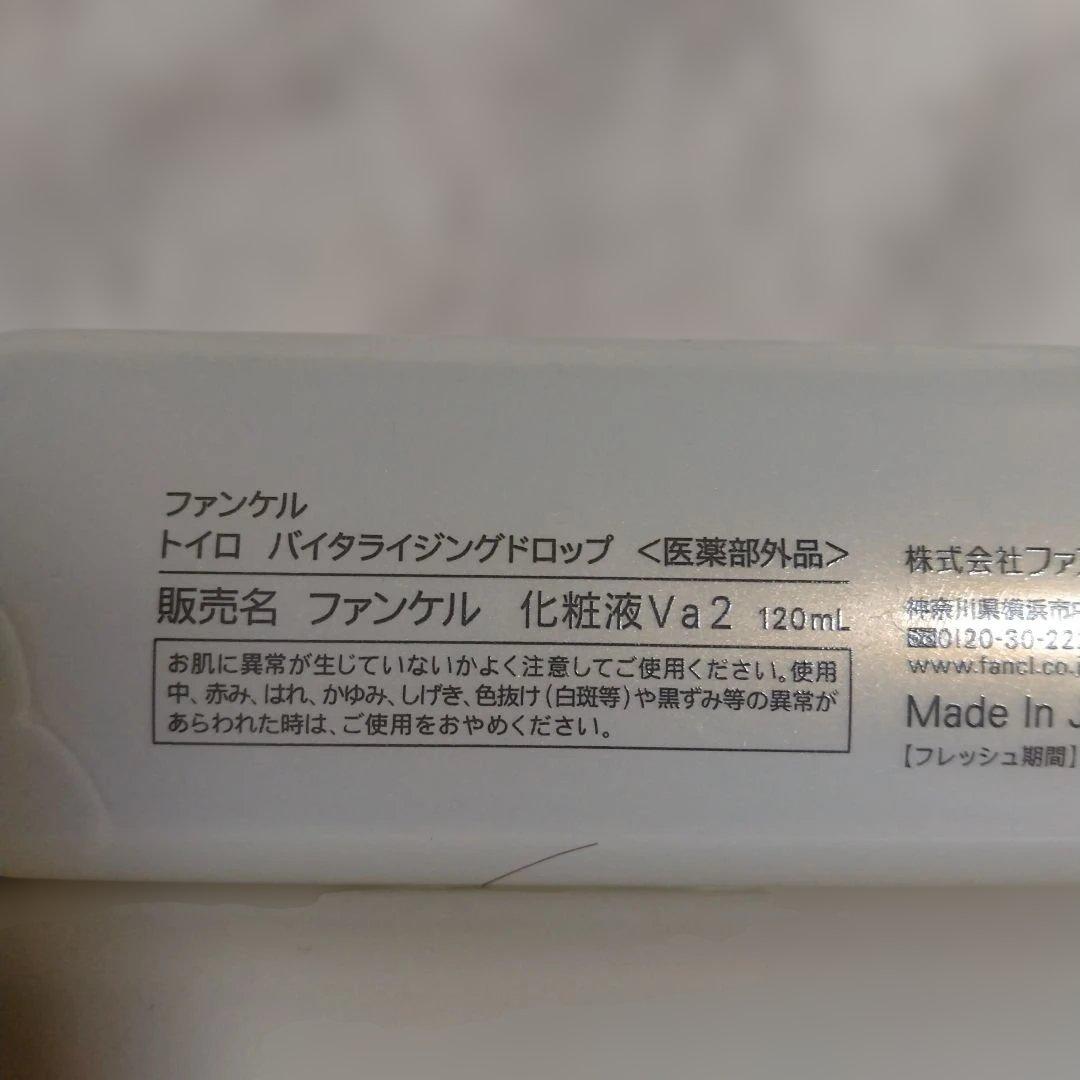 ファンケル
トイロ バイタライジングドロップ <医薬部外品>
販売名 ファンケル 化粧液Va2 120mL
お肌に異常が生じていないかよく注意してご使用ください。使用
中、赤み、はれ、かゆみ、しげき、色抜け(白斑等)や黒ずみ等の異常が
あらわれた時は、ご使用をおやめください。
株式会社ファ
神奈川県横浜市
0120-30-22
www.fancl.co.
Made In
【フレッシュ期間】